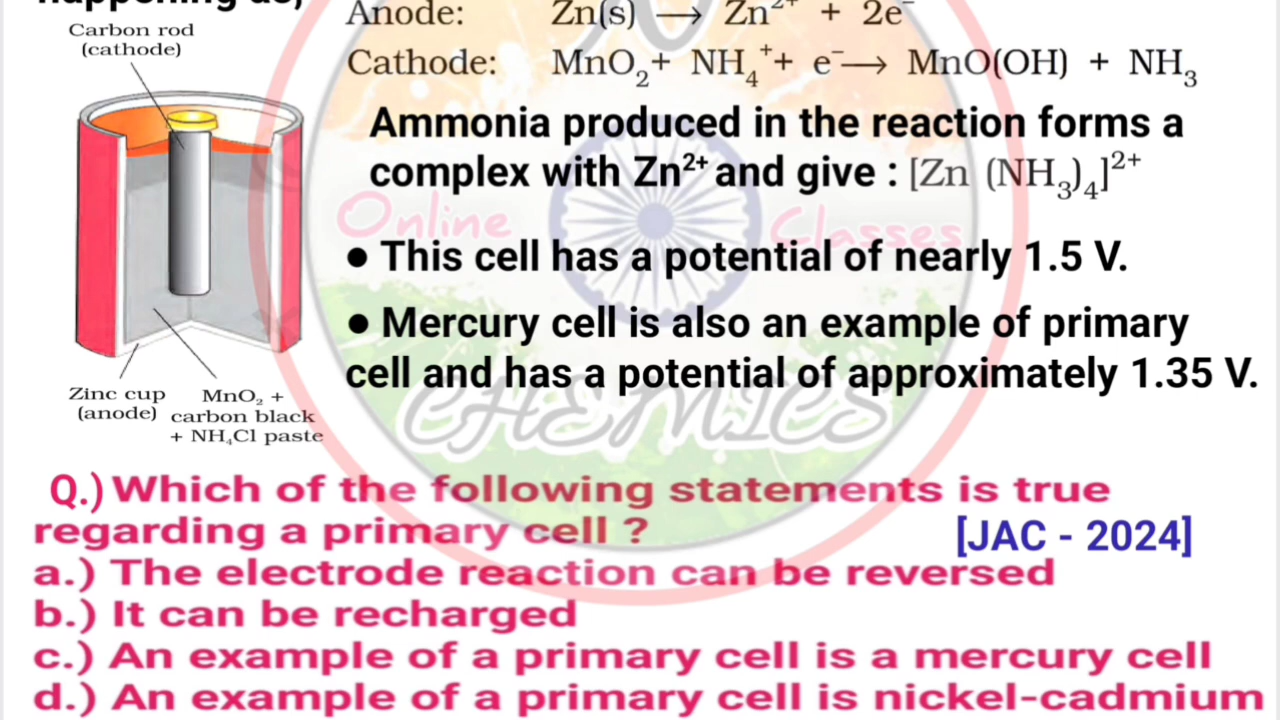 happening as,
Anode: Zn(s) ⟶ Zn²⁺ + 2e⁻
Cathode: MnO₂+ NH₄⁺+ e⁻⟶ MnO(OH) + NH₃
Carbon rod
(cathode)
Ammonia produced in the reaction forms a
complex with Zn²⁺ and give : [Zn (NH₃)₄]²⁺
Online Classes
● This cell has a potential of nearly 1.5 V.
● Mercury cell is also an example of primary
cell and has a potential of approximately 1.35 V.
CHEMICS
Zinc cup
(anode)
MnO₂ +
carbon black
+ NH₄Cl paste
Q.) Which of the following statements is true
regarding a primary cell ?
[JAC - 2024]
a.) The electrode reaction can be reversed
b.) It can be recharged
c.) An example of a primary cell is a mercury cell
d.) An example of a primary cell is nickel-cadmium